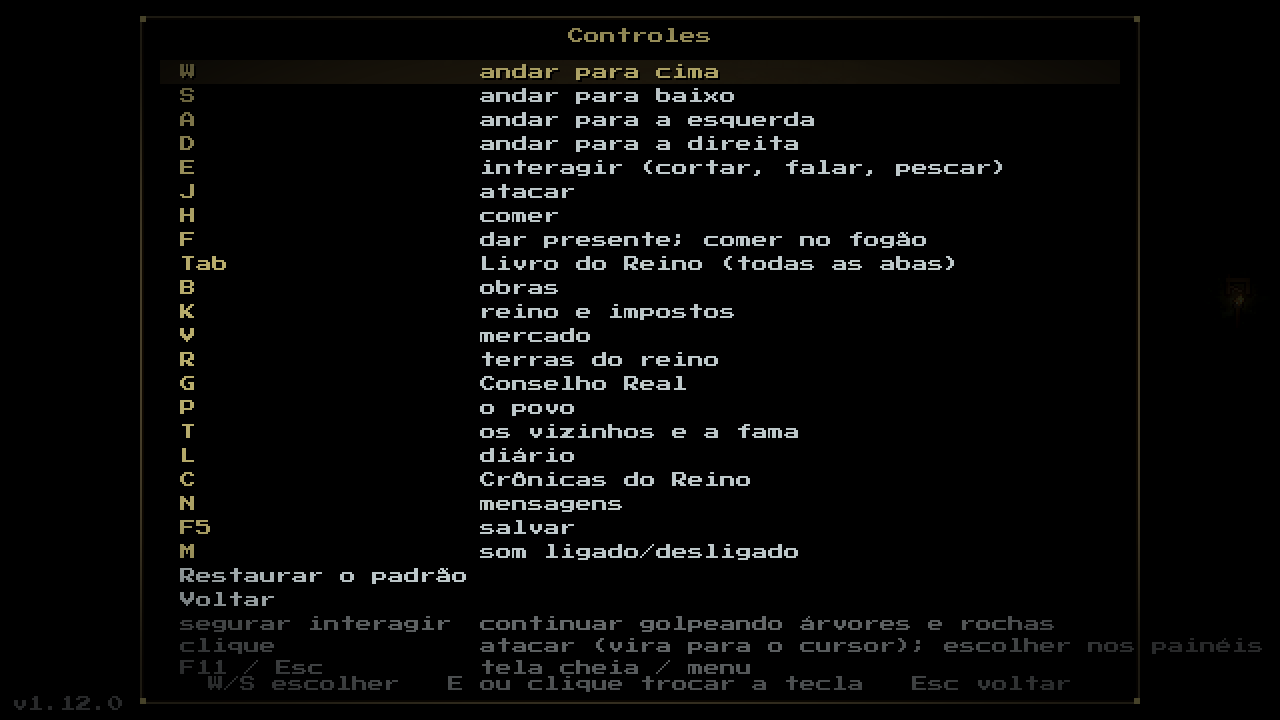 Controles
W andar para cima
S andar para baixo
A andar para a esquerda
D andar para a direita
E interagir (cortar, falar, pescar)
J atacar
H comer
F dar presente; comer no fogão
Tab Livro do Reino (todas as abas)
B obras
K reino e impostos
V mercado
R terras do reino
G Conselho Real
P o povo
T os vizinhos e a fama
L diário
C Crônicas do Reino
N mensagens
F5 salvar
M som ligado/desligado
Restaurar o padrão
Voltar
segurar interagir continuar golpeando árvores e rochas
clique atacar (vira para o cursor); escolher nos painéis
F11 / Esc tela cheia / menu
W/S escolher E ou clique trocar a tecla Esc voltar
v1.12.0